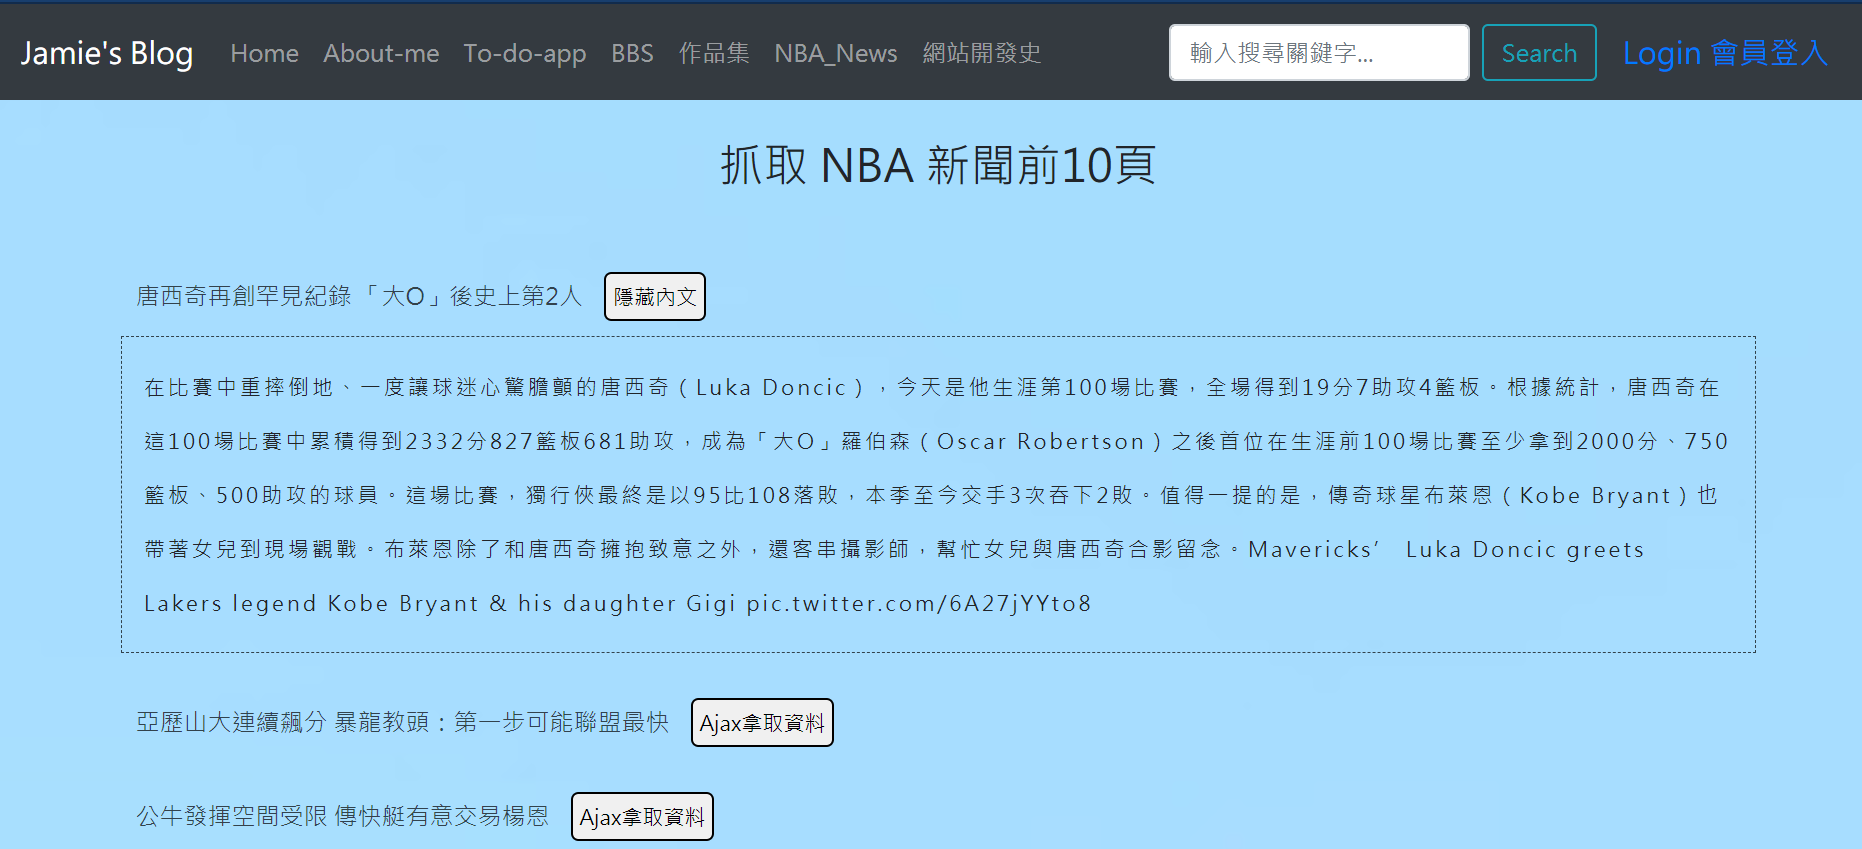 Jamie's Blog Home About-me To-do-app BBS 作品集 NBA_News 網站開發史 輸入搜尋關鍵字... Search Login 會員登入
抓取 NBA 新聞前10頁
唐西奇再創罕見紀錄 「大O」後史上第2人 隱藏內文
在比賽中重摔倒地、一度讓球迷心驚膽顫的唐西奇（Luka Doncic），今天是他生涯第100場比賽，全場得到19分7助攻4籃板。根據統計，唐西奇在
這100場比賽中累積得到2332分827籃板681助攻，成為「大O」羅伯森（Oscar Robertson）之後首位在生涯前100場比賽至少拿到2000分、750
籃板、500助攻的球員。這場比賽，獨行俠最終是以95比108落敗，本季至今交手3次吞下2敗。值得一提的是，傳奇球星布萊恩（Kobe Bryant）也
帶著女兒到現場觀戰。布萊恩除了和唐西奇擁抱致意之外，還客串攝影師，幫忙女兒與唐西奇合影留念。Mavericks’ Luka Doncic greets
Lakers legend Kobe Bryant & his daughter Gigi pic.twitter.com/6A27jYYto8
亞歷山大連續飆分 暴龍教頭：第一步可能聯盟最快 Ajax拿取資料
公牛發揮空間受限 傳快艇有意交易楊恩 Ajax拿取資料